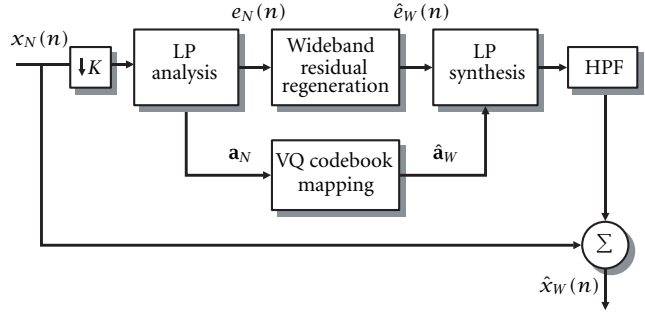 x_N(n)
↓K
LP
analysis
e_N(n)
Wideband
residual
regeneration
ê_W(n)
LP
synthesis
HPF
a_N
VQ codebook
mapping
â_W
Σ
x̂_W(n)